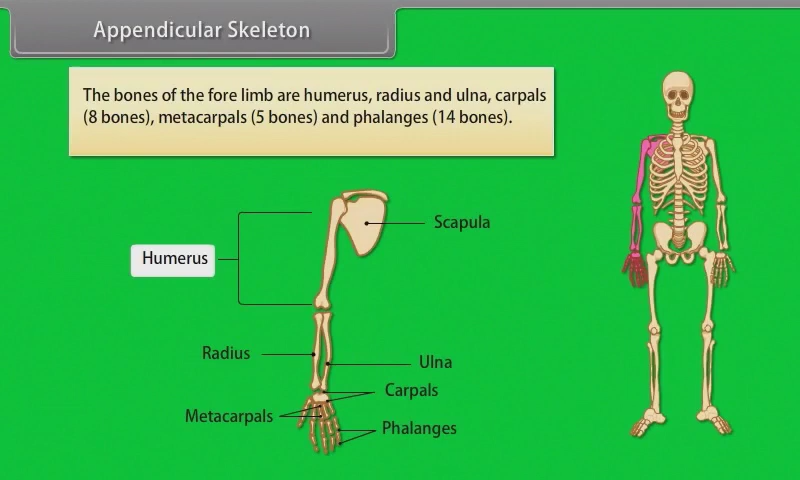 Appendicular Skeleton
The bones of the fore limb are humerus, radius and ulna, carpals
(8 bones), metacarpals (5 bones) and phalanges (14 bones).
Scapula
Humerus
Radius
Ulna
Carpals
Metacarpals
Phalanges